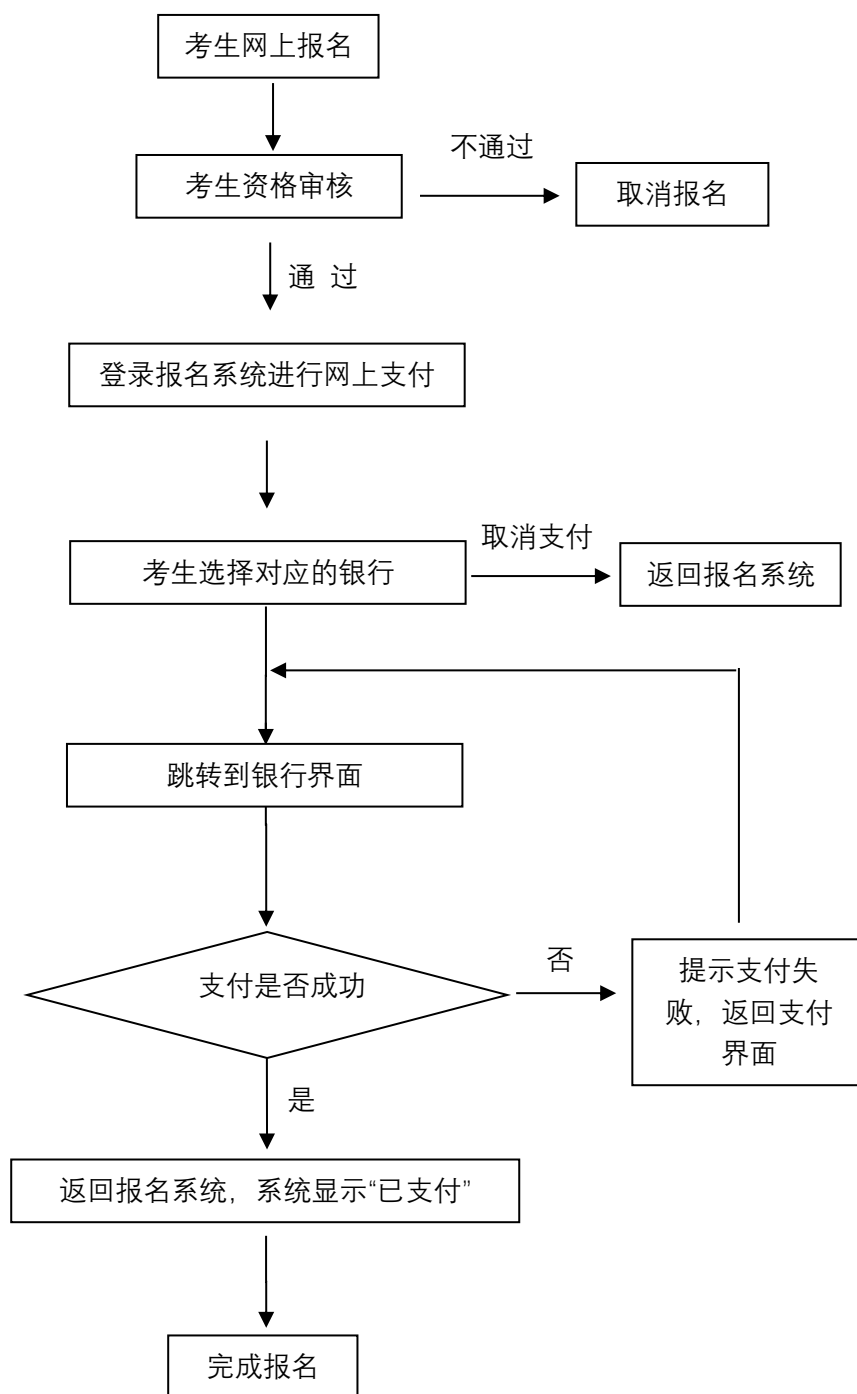 考生网上报名
不通过
考生资格审核
取消报名
通 过
登录报名系统进行网上支付
取消支付
考生选择对应的银行
返回报名系统
跳转到银行界面
支付是否成功
否
提示支付失
败，返回支付
界面
是
返回报名系统，系统显示“已支付”
完成报名